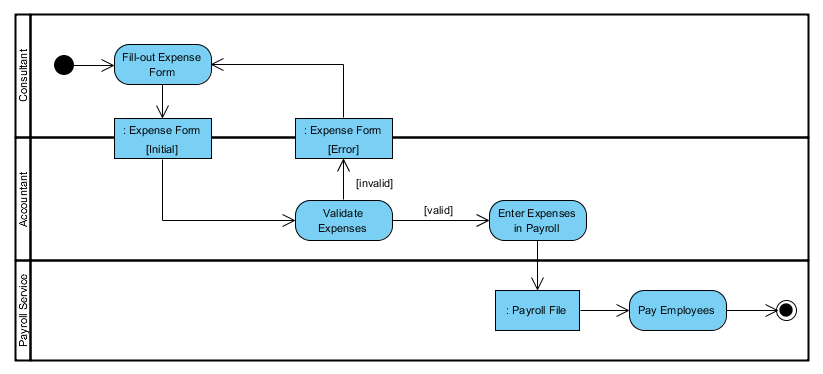 Consultant
Fill-out Expense
Form
: Expense Form
[Initial]
: Expense Form
[Error]
Accountant
[invalid]
Validate
Expenses
[valid]
Enter Expenses
in Payroll
Payroll Service
: Payroll File
Pay Employees